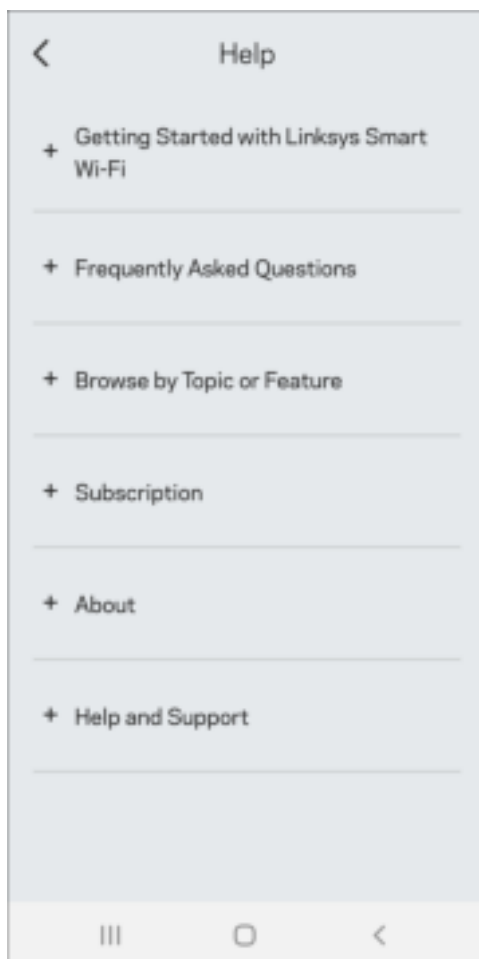 Help
Getting Started with Linksys Smart
Wi-Fi
Frequently Asked Questions
Browse by Topic or Feature
Subscription
About
Help and Support